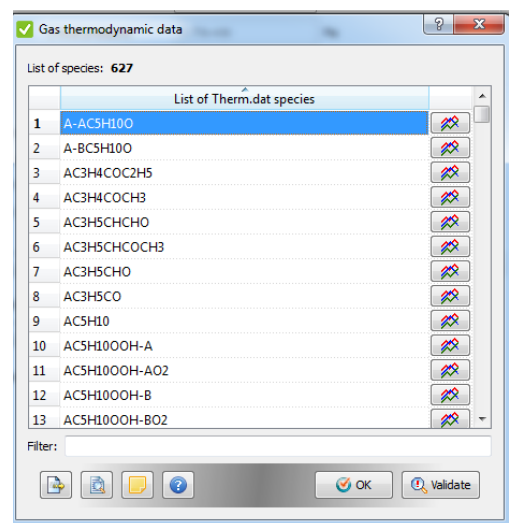 Gas thermodynamic data
List of species: 627
List of Therm.dat species
1 A-AC5H10O
2 A-BC5H10O
3 AC3H4COC2H5
4 AC3H4COCH3
5 AC3H5CHCHO
6 AC3H5CHCOCH3
7 AC3H5CHO
8 AC3H5CO
9 AC5H10
10 AC5H10OOH-A
11 AC5H10OOH-AO2
12 AC5H10OOH-B
13 AC5H10OOH-BO2
Filter:
OK Validate